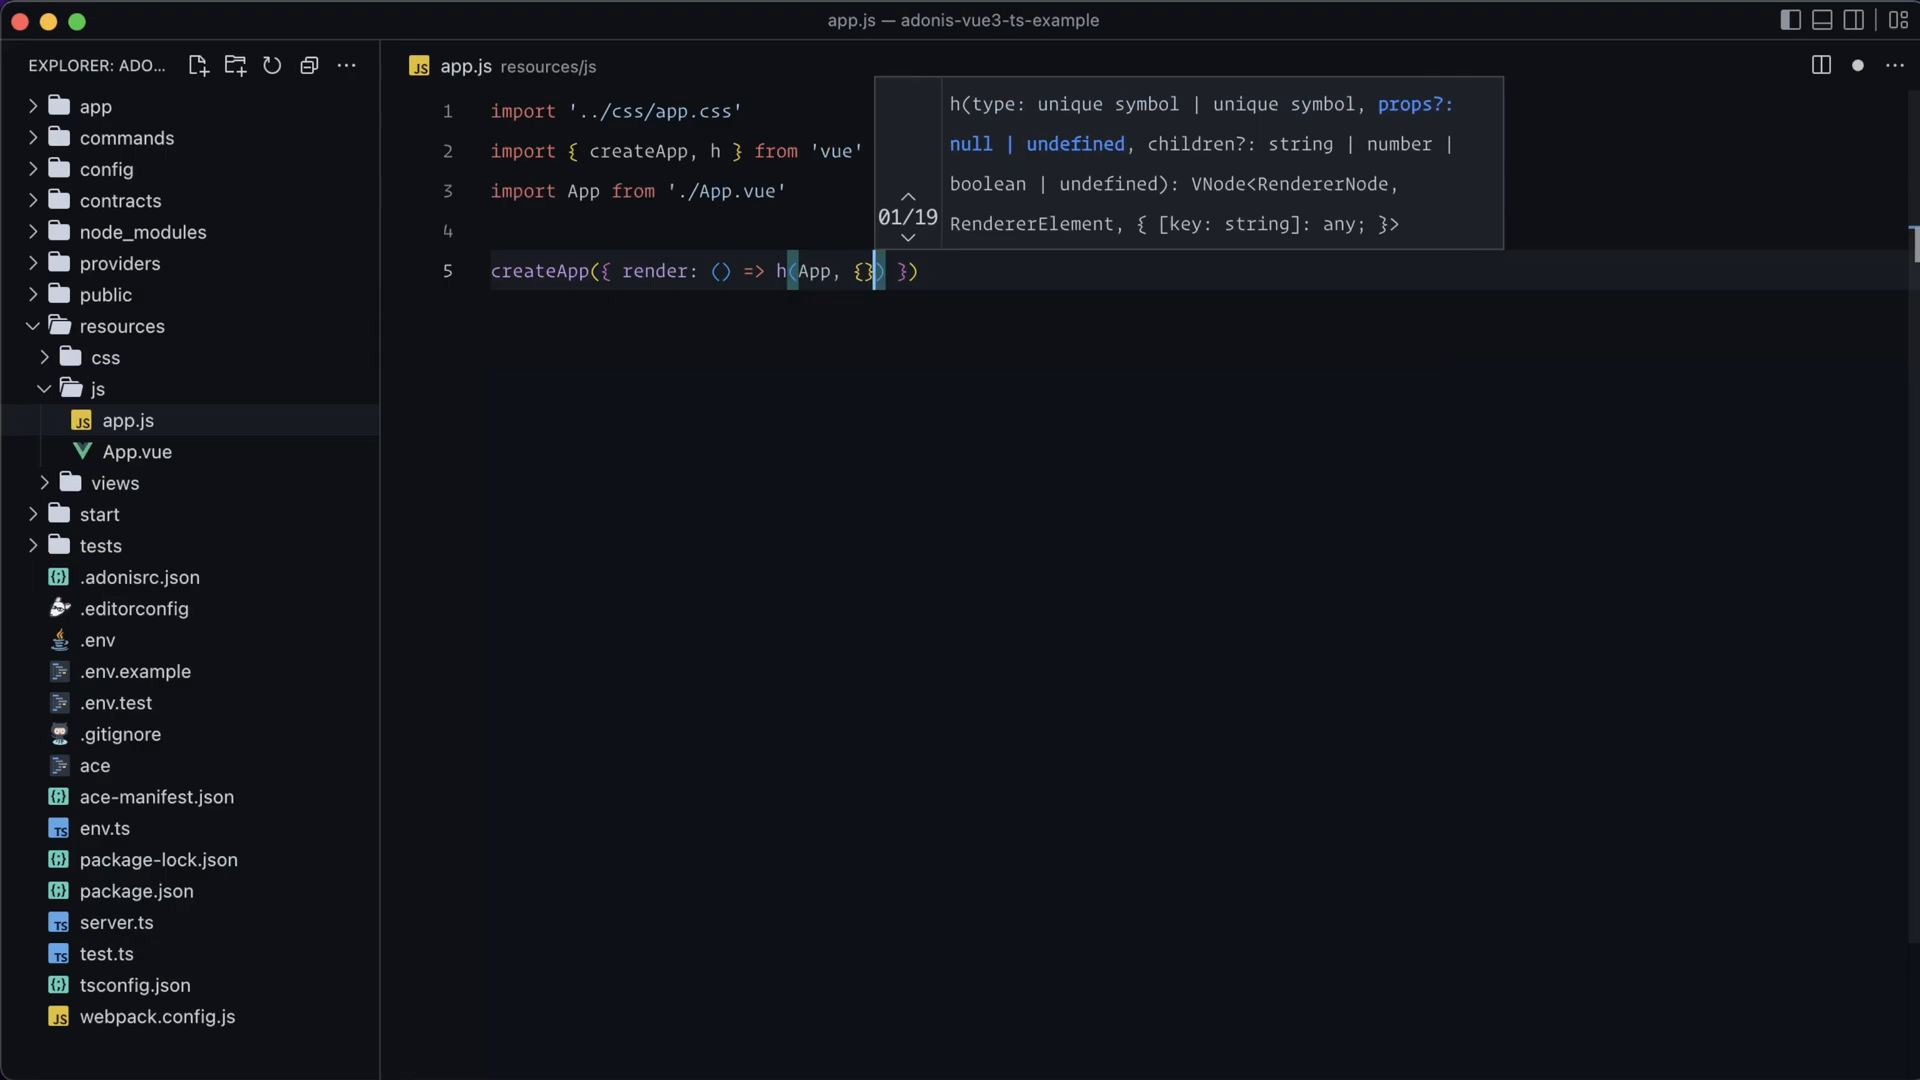 app.js — adonis-vue3-ts-example
EXPLORER: ADO...
app
commands
config
contracts
node_modules
providers
public
resources
css
js
app.js
App.vue
views
start
tests
.adonisrc.json
.editorconfig
.env
.env.example
.env.test
.gitignore
ace
ace-manifest.json
env.ts
package-lock.json
package.json
server.ts
test.ts
tsconfig.json
webpack.config.js
JS app.js resources/js
1 import '../css/app.css'
2 import { createApp, h } from 'vue'
3 import App from './App.vue'
4
5 createApp({ render: () => h(App, {}) })
01/19
h(type: unique symbol | unique symbol, props?:
null | undefined, children?: string | number |
boolean | undefined): VNode<RendererNode,
RendererElement, { [key: string]: any; }>